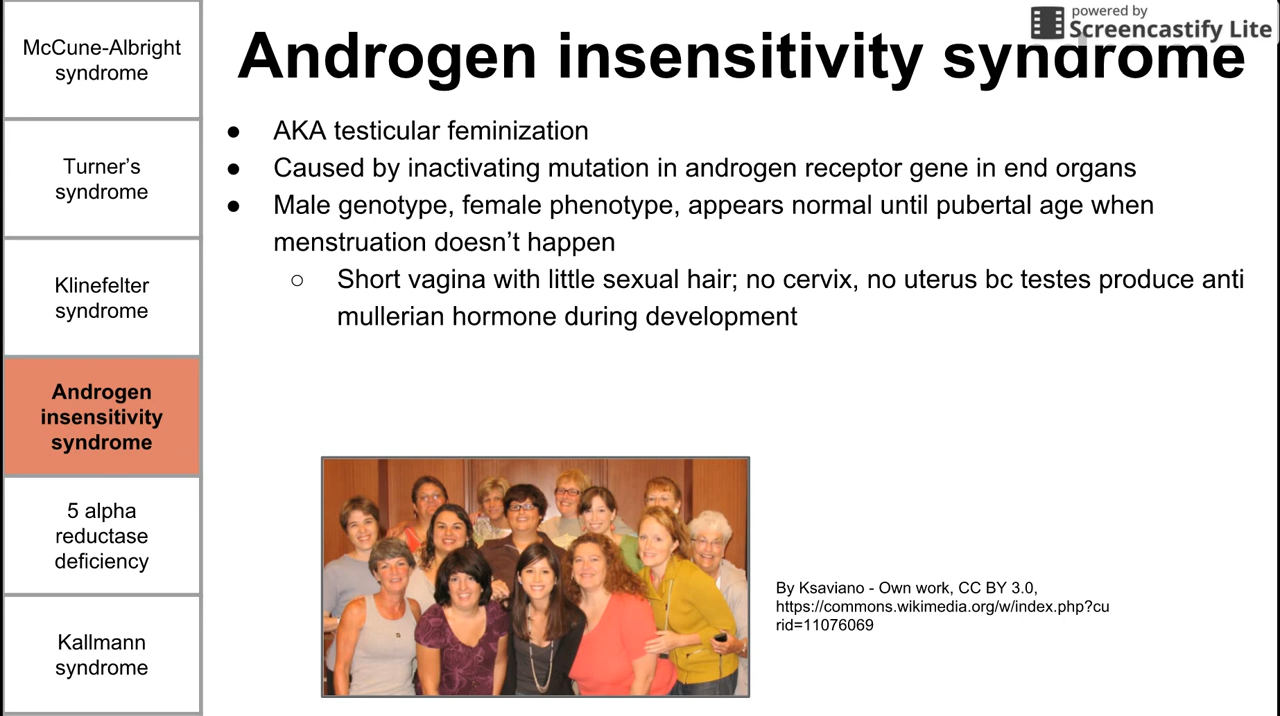 McCune-Albright
syndrome
Turner's
syndrome
Klinefelter
syndrome
Androgen
insensitivity
syndrome
5 alpha
reductase
deficiency
Kallmann
syndrome
powered by
Screencastify Lite
Androgen insensitivity syndrome
● AKA testicular feminization
● Caused by inactivating mutation in androgen receptor gene in end organs
● Male genotype, female phenotype, appears normal until pubertal age when
menstruation doesn't happen
○ Short vagina with little sexual hair; no cervix, no uterus bc testes produce anti
mullerian hormone during development
By Ksaviano - Own work, CC BY 3.0,
https://commons.wikimedia.org/w/index.php?cu
rid=11076069